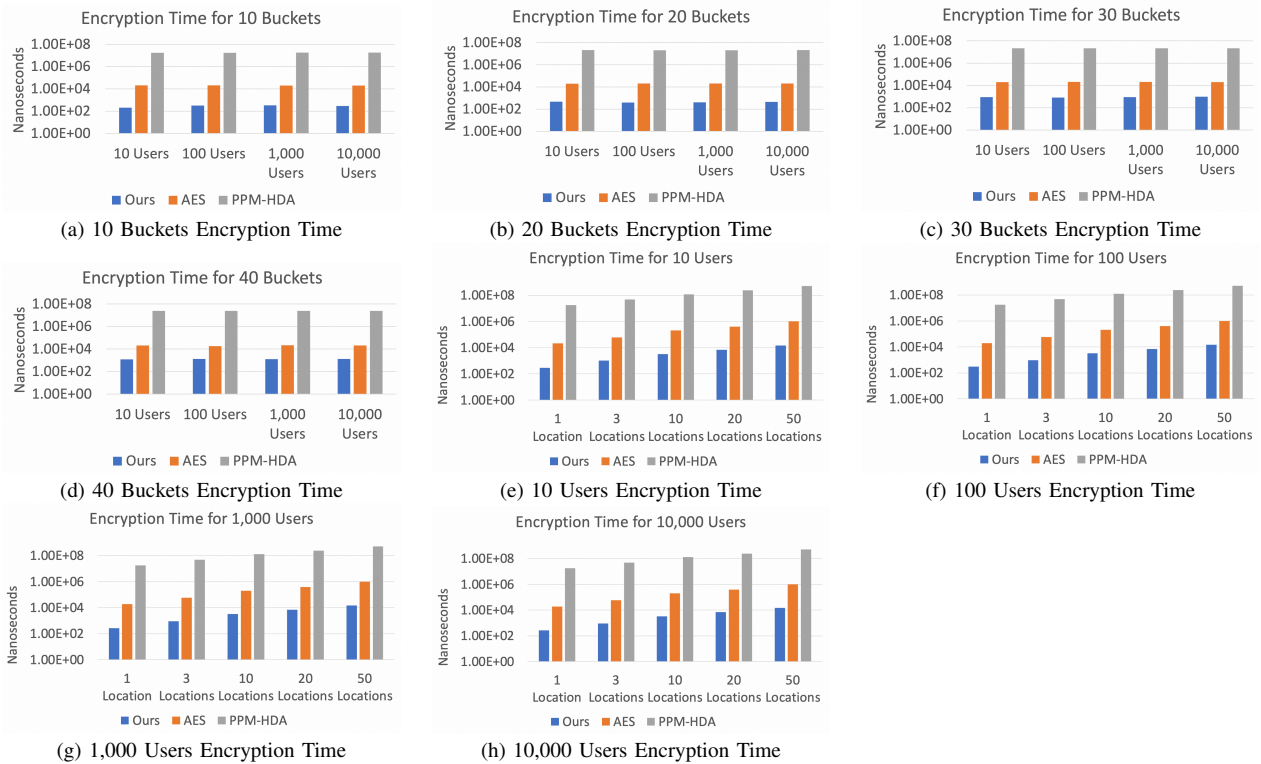 Encryption Time for 10 Buckets
Nanoseconds
1.00E+08
1.00E+06
1.00E+04
1.00E+02
1.00E+00
10 Users 100 Users 1,000 Users 10,000 Users
Ours AES PPM-HDA
(a) 10 Buckets Encryption Time
Encryption Time for 20 Buckets
Nanoseconds
1.00E+08
1.00E+06
1.00E+04
1.00E+02
1.00E+00
10 Users 100 Users 1,000 Users 10,000 Users
Ours AES PPM-HDA
(b) 20 Buckets Encryption Time
Encryption Time for 30 Buckets
Nanoseconds
1.00E+08
1.00E+06
1.00E+04
1.00E+02
1.00E+00
10 Users 100 Users 1,000 Users 10,000 Users
Ours AES PPM-HDA
(c) 30 Buckets Encryption Time
Encryption Time for 40 Buckets
Nanoseconds
1.00E+08
1.00E+06
1.00E+04
1.00E+02
1.00E+00
10 Users 100 Users 1,000 Users 10,000 Users
Ours AES PPM-HDA
(d) 40 Buckets Encryption Time
Encryption Time for 10 Users
Nanoseconds
1.00E+08
1.00E+06
1.00E+04
1.00E+02
1.00E+00
1 3 10 20 50
Location Locations Locations Locations Locations
Ours AES PPM-HDA
(e) 10 Users Encryption Time
Encryption Time for 100 Users
Nanoseconds
1.00E+08
1.00E+06
1.00E+04
1.00E+02
1.00E+00
1 3 10 20 50
Location Locations Locations Locations Locations
Ours AES PPM-HDA
(f) 100 Users Encryption Time
Encryption Time for 1,000 Users
Nanoseconds
1.00E+08
1.00E+06
1.00E+04
1.00E+02
1.00E+00
1 3 10 20 50
Location Locations Locations Locations Locations
Ours AES PPM-HDA
(g) 1,000 Users Encryption Time
Encryption Time for 10,000 Users
Nanoseconds
1.00E+08
1.00E+06
1.00E+04
1.00E+02
1.00E+00
1 3 10 20 50
Location Locations Locations Locations Locations
Ours AES PPM-HDA
(h) 10,000 Users Encryption Time